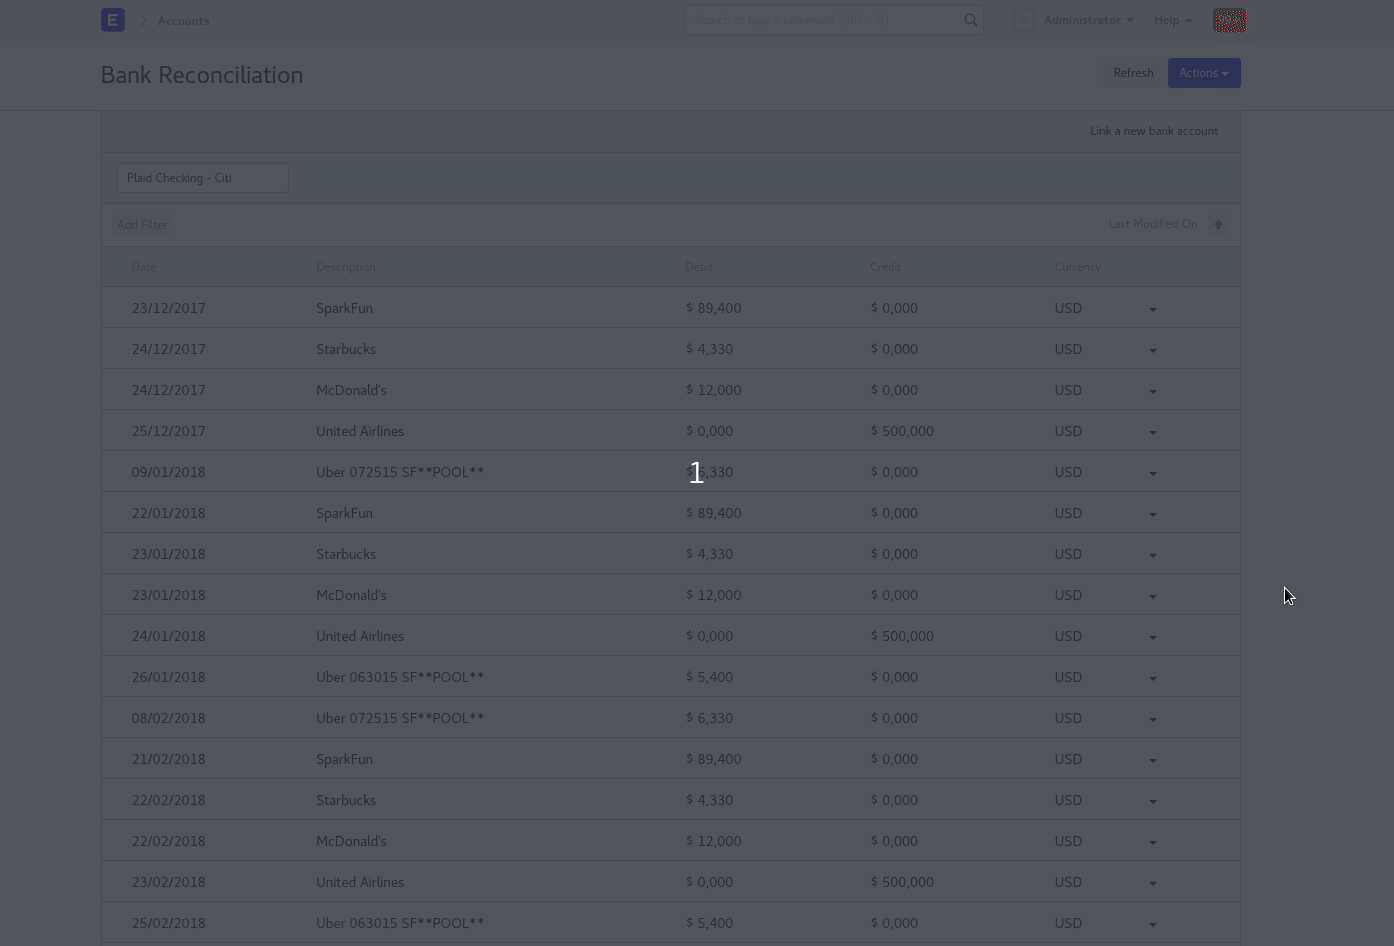 E Accounts Search or type a command (Ctrl + G) A Administrator Help
Bank Reconciliation Refresh Actions
Link a new bank account
Plaid Checking - Citi
Add Filter Last Modified On
Date Description Debit Credit Currency
23/12/2017 SparkFun $ 89,400 $ 0,000 USD
24/12/2017 Starbucks $ 4,330 $ 0,000 USD
24/12/2017 McDonald's $ 12,000 $ 0,000 USD
25/12/2017 United Airlines $ 0,000 $ 500,000 USD
09/01/2018 Uber 072515 SF**POOL** $ 6,330 $ 0,000 USD
1
22/01/2018 SparkFun $ 89,400 $ 0,000 USD
23/01/2018 Starbucks $ 4,330 $ 0,000 USD
23/01/2018 McDonald's $ 12,000 $ 0,000 USD
24/01/2018 United Airlines $ 0,000 $ 500,000 USD
26/01/2018 Uber 063015 SF**POOL** $ 5,400 $ 0,000 USD
08/02/2018 Uber 072515 SF**POOL** $ 6,330 $ 0,000 USD
21/02/2018 SparkFun $ 89,400 $ 0,000 USD
22/02/2018 Starbucks $ 4,330 $ 0,000 USD
22/02/2018 McDonald's $ 12,000 $ 0,000 USD
23/02/2018 United Airlines $ 0,000 $ 500,000 USD
25/02/2018 Uber 063015 SF**POOL** $ 5,400 $ 0,000 USD